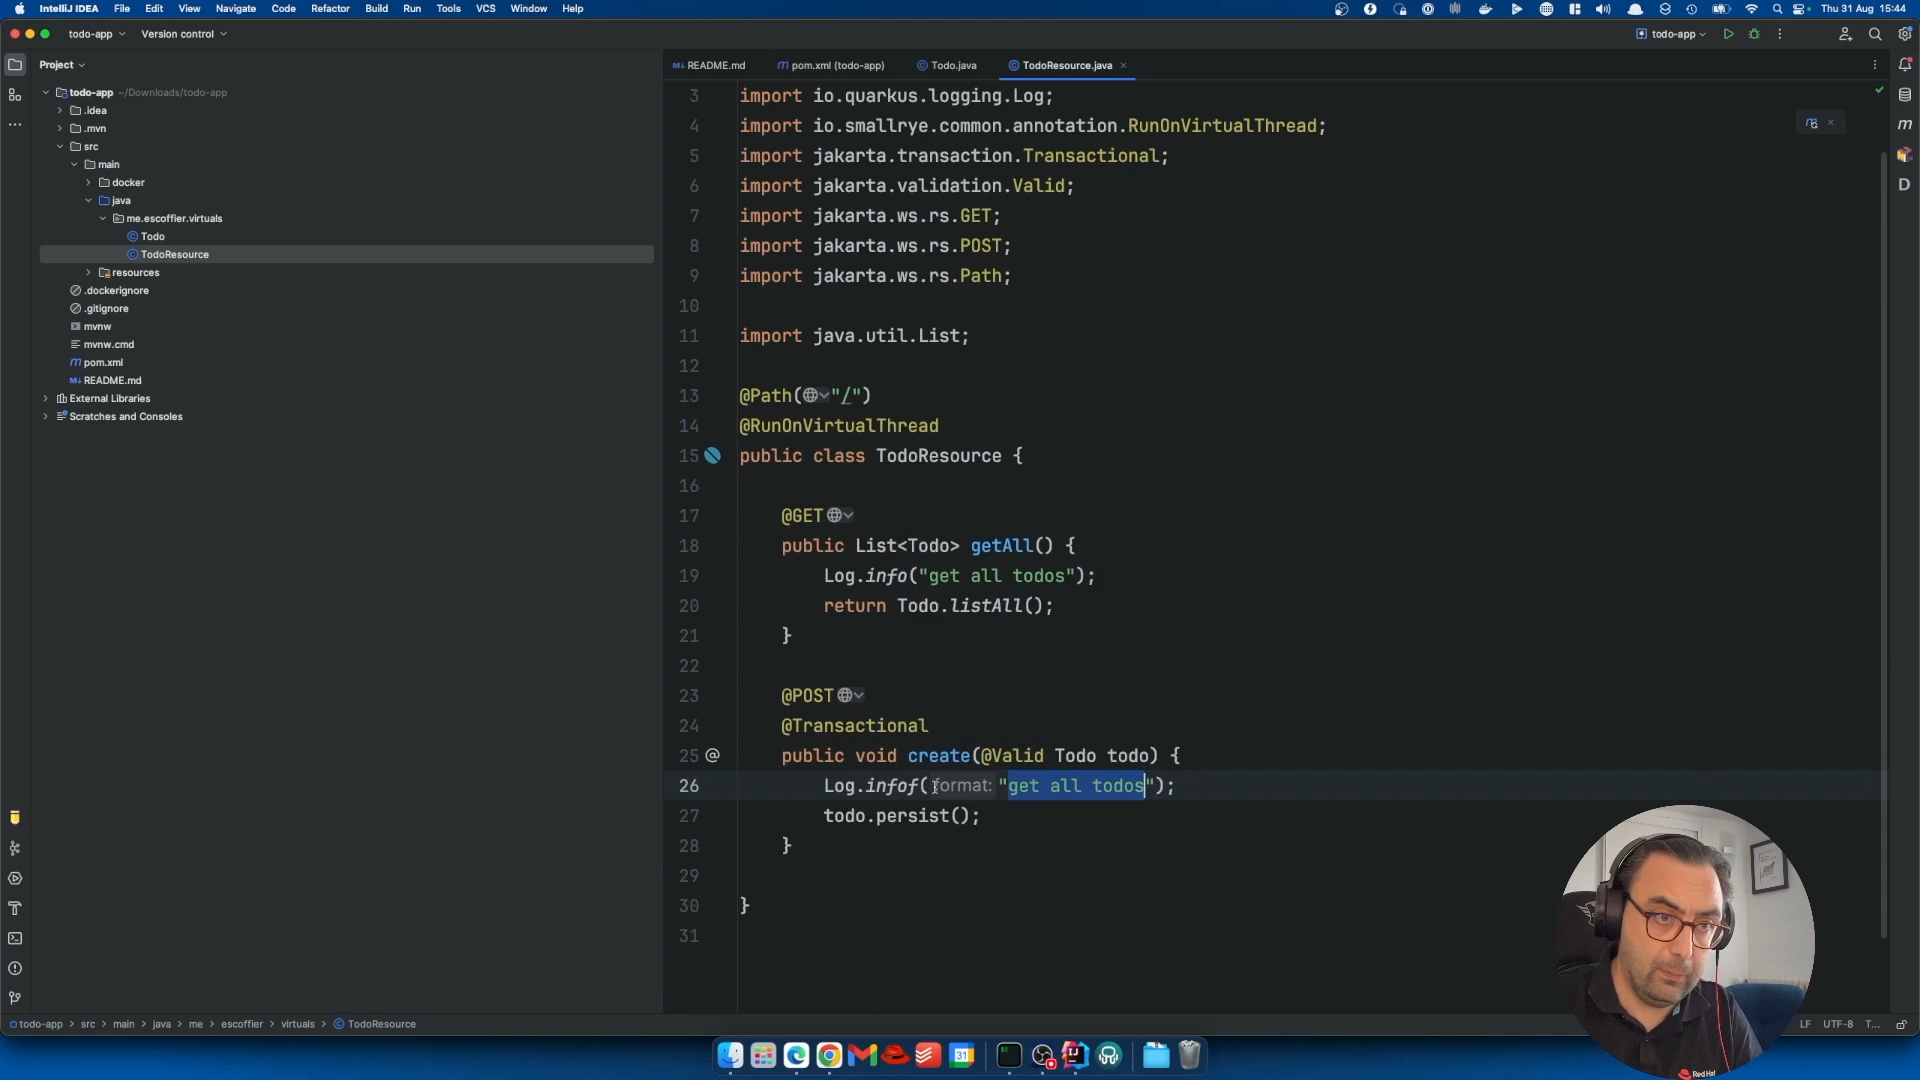 IntelliJ IDEA File Edit View Navigate Code Refactor Build Run Tools VCS Window Help
Thu 31 Aug 15:44
todo-app Version control
todo-app
Project
todo-app ~/Downloads/todo-app
.idea
.mvn
src
main
docker
java
me.escoffier.virtuals
Todo
TodoResource
resources
.dockerignore
.gitignore
mvnw
mvnw.cmd
pom.xml
README.md
External Libraries
Scratches and Consoles
README.md pom.xml (todo-app) Todo.java TodoResource.java
3 import io.quarkus.logging.Log;
4 import io.smallrye.common.annotation.RunOnVirtualThread;
5 import jakarta.transaction.Transactional;
6 import jakarta.validation.Valid;
7 import jakarta.ws.rs.GET;
8 import jakarta.ws.rs.POST;
9 import jakarta.ws.rs.Path;
10
11 import java.util.List;
12
13 @Path("/")
14 @RunOnVirtualThread
15 public class TodoResource {
16
17 @GET
18 public List<Todo> getAll() {
19 Log.info("get all todos");
20 return Todo.listAll();
21 }
22
23 @POST
24 @Transactional
25 public void create(@Valid Todo todo) {
26 Log.infof( format: "get all todos");
27 todo.persist();
28 }
29
30 }
31
todo-app > src > main > java > me > escoffier > virtuals > TodoResource
LF UTF-8 T...
Red Hat